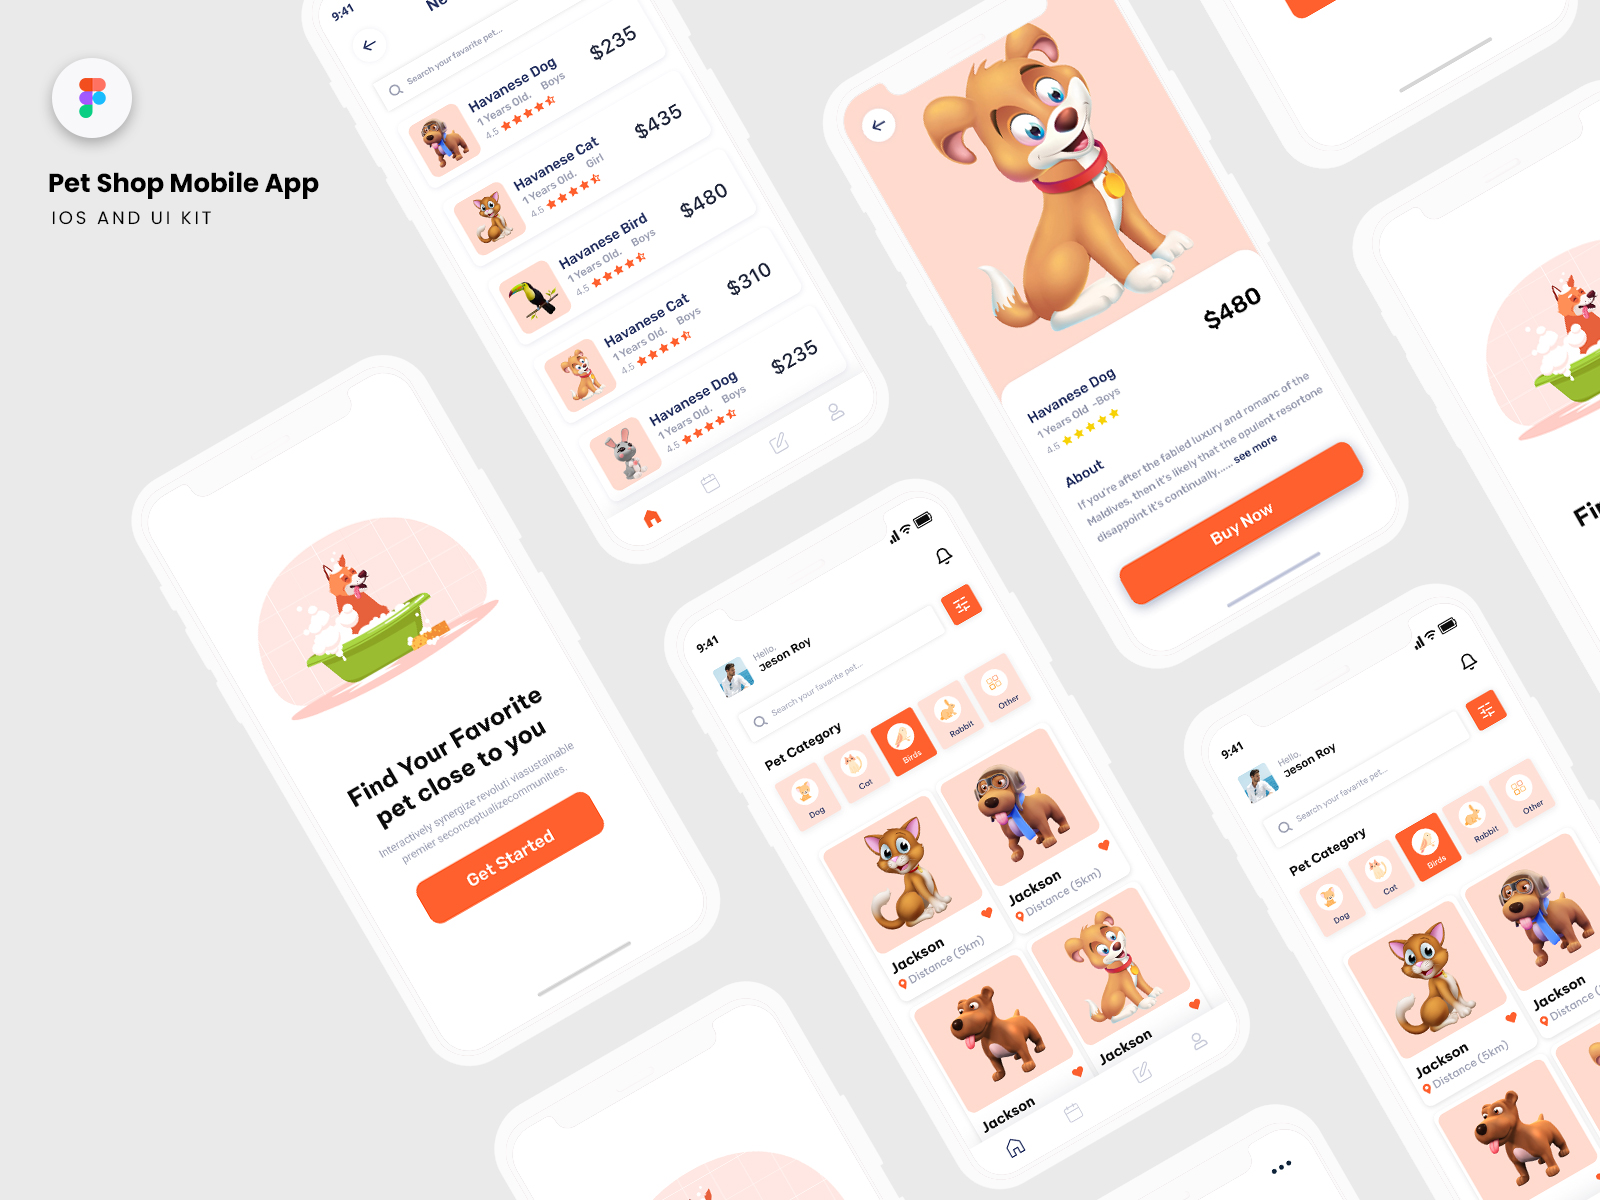 Pet Shop Mobile App
IOS AND UI KIT
9:41
Search your favarite pet...
Havanese Dog
1 Years Old. Boys
4.5
$235
Havanese Cat
1 Years Old. Girl
4.5
$435
Havanese Bird
1 Years Old. Boys
4.5
$480
Havanese Cat
1 Years Old. Boys
4.5
$310
Havanese Dog
1 Years Old. Boys
4.5
$235
$480
Havanese Dog
1 Years Old -Boys
4.5
About
If you're after the fabled luxury and romanc of the
Maldives, then it's likely that the opulent resortone
disappoint it's continually...... see more
Buy Now
Find Your Favorite
pet close to you
Interactively synergize revoluti viasustainable
premier seconceptualizecommunities.
Get Started
9:41
Hello,
Jeson Roy
Search your favarite pet...
Pet Category
Dog
Cat
Birds
Rabbit
Other
Jackson
Distance (5km)
Jackson
Distance (5km)
Jackson
Jackson
9:41
Hello,
Jeson Roy
Search your favarite pet...
Pet Category
Dog
Cat
Birds
Rabbit
Other
Jackson
Distance (5km)
Jackson
Distance (5